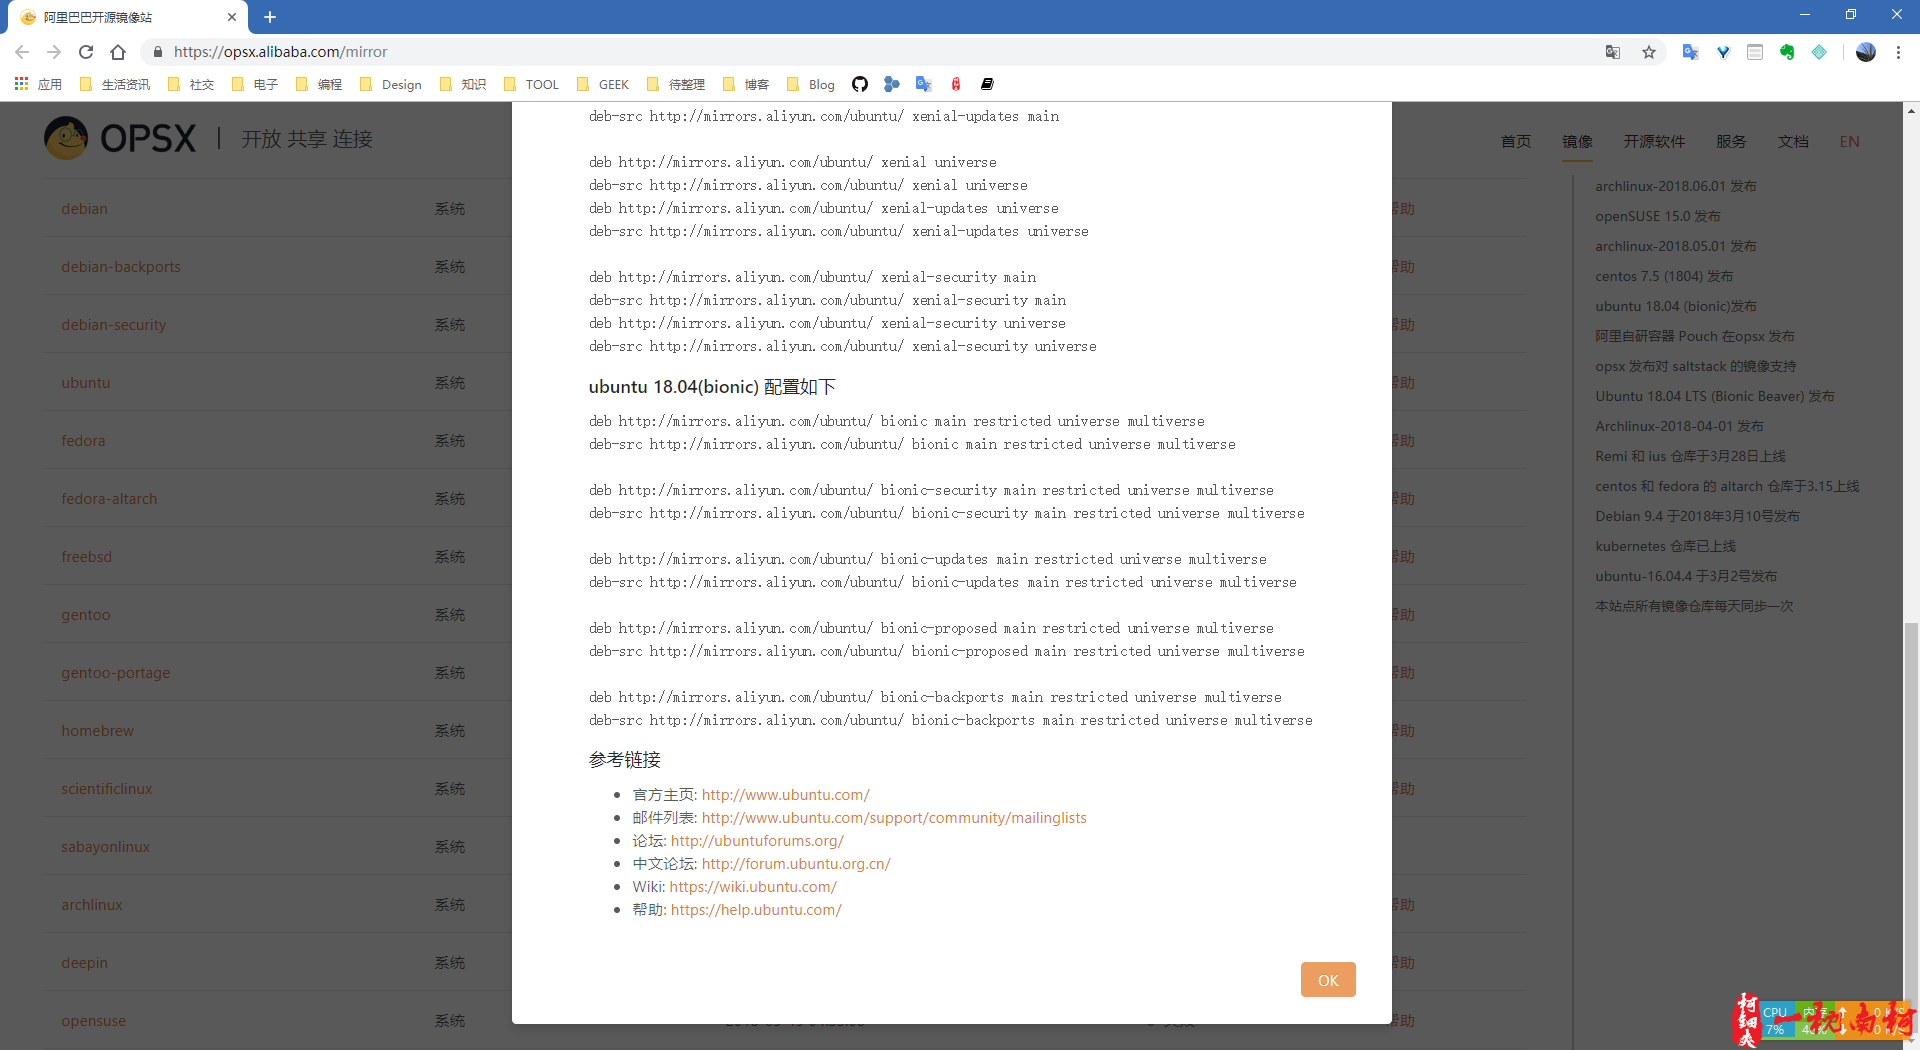 阿里巴巴开源镜像站
https://opsx.alibaba.com/mirror
应用 生活资讯 社交 电子 编程 Design 知识 TOOL GEEK 待整理 博客 Blog
OPSX | 开放 共享 连接
首页 镜像 开源软件 服务 文档 EN
debian 系统
debian-backports 系统
debian-security 系统
ubuntu 系统
fedora 系统
fedora-altarch 系统
freebsd 系统
gentoo 系统
gentoo-portage 系统
homebrew 系统
scientificlinux 系统
sabayonlinux 系统
archlinux 系统
deepin 系统
opensuse 系统
deb-src http://mirrors.aliyun.com/ubuntu/ xenial-updates main
deb http://mirrors.aliyun.com/ubuntu/ xenial universe
deb-src http://mirrors.aliyun.com/ubuntu/ xenial universe
deb http://mirrors.aliyun.com/ubuntu/ xenial-updates universe
deb-src http://mirrors.aliyun.com/ubuntu/ xenial-updates universe
deb http://mirrors.aliyun.com/ubuntu/ xenial-security main
deb-src http://mirrors.aliyun.com/ubuntu/ xenial-security main
deb http://mirrors.aliyun.com/ubuntu/ xenial-security universe
deb-src http://mirrors.aliyun.com/ubuntu/ xenial-security universe
ubuntu 18.04(bionic) 配置如下
deb http://mirrors.aliyun.com/ubuntu/ bionic main restricted universe multiverse
deb-src http://mirrors.aliyun.com/ubuntu/ bionic main restricted universe multiverse
deb http://mirrors.aliyun.com/ubuntu/ bionic-security main restricted universe multiverse
deb-src http://mirrors.aliyun.com/ubuntu/ bionic-security main restricted universe multiverse
deb http://mirrors.aliyun.com/ubuntu/ bionic-updates main restricted universe multiverse
deb-src http://mirrors.aliyun.com/ubuntu/ bionic-updates main restricted universe multiverse
deb http://mirrors.aliyun.com/ubuntu/ bionic-proposed main restricted universe multiverse
deb-src http://mirrors.aliyun.com/ubuntu/ bionic-proposed main restricted universe multiverse
deb http://mirrors.aliyun.com/ubuntu/ bionic-backports main restricted universe multiverse
deb-src http://mirrors.aliyun.com/ubuntu/ bionic-backports main restricted universe multiverse
参考链接
官方主页: http://www.ubuntu.com/
邮件列表: http://www.ubuntu.com/support/community/mailinglists
论坛: http://ubuntuforums.org/
中文论坛: http://forum.ubuntu.org.cn/
Wiki: https://wiki.ubuntu.com/
帮助: https://help.ubuntu.com/
OK
archlinux-2018.06.01 发布
openSUSE 15.0 发布
archlinux-2018.05.01 发布
centos 7.5 (1804) 发布
ubuntu 18.04 (bionic)发布
阿里自研容器 Pouch 在opsx 发布
opsx 发布对 saltstack 的镜像支持
Ubuntu 18.04 LTS (Bionic Beaver) 发布
Archlinux-2018-04-01 发布
Remi 和 ius 仓库于3月28日上线
centos 和 fedora 的 altarch 仓库于3.15上线
Debian 9.4 于2018年3月10号发布
kubernetes 仓库已上线
ubuntu-16.04.4 于3月2号发布
本站点所有镜像仓库每天同步一次
CPU
7%
一枕南柯